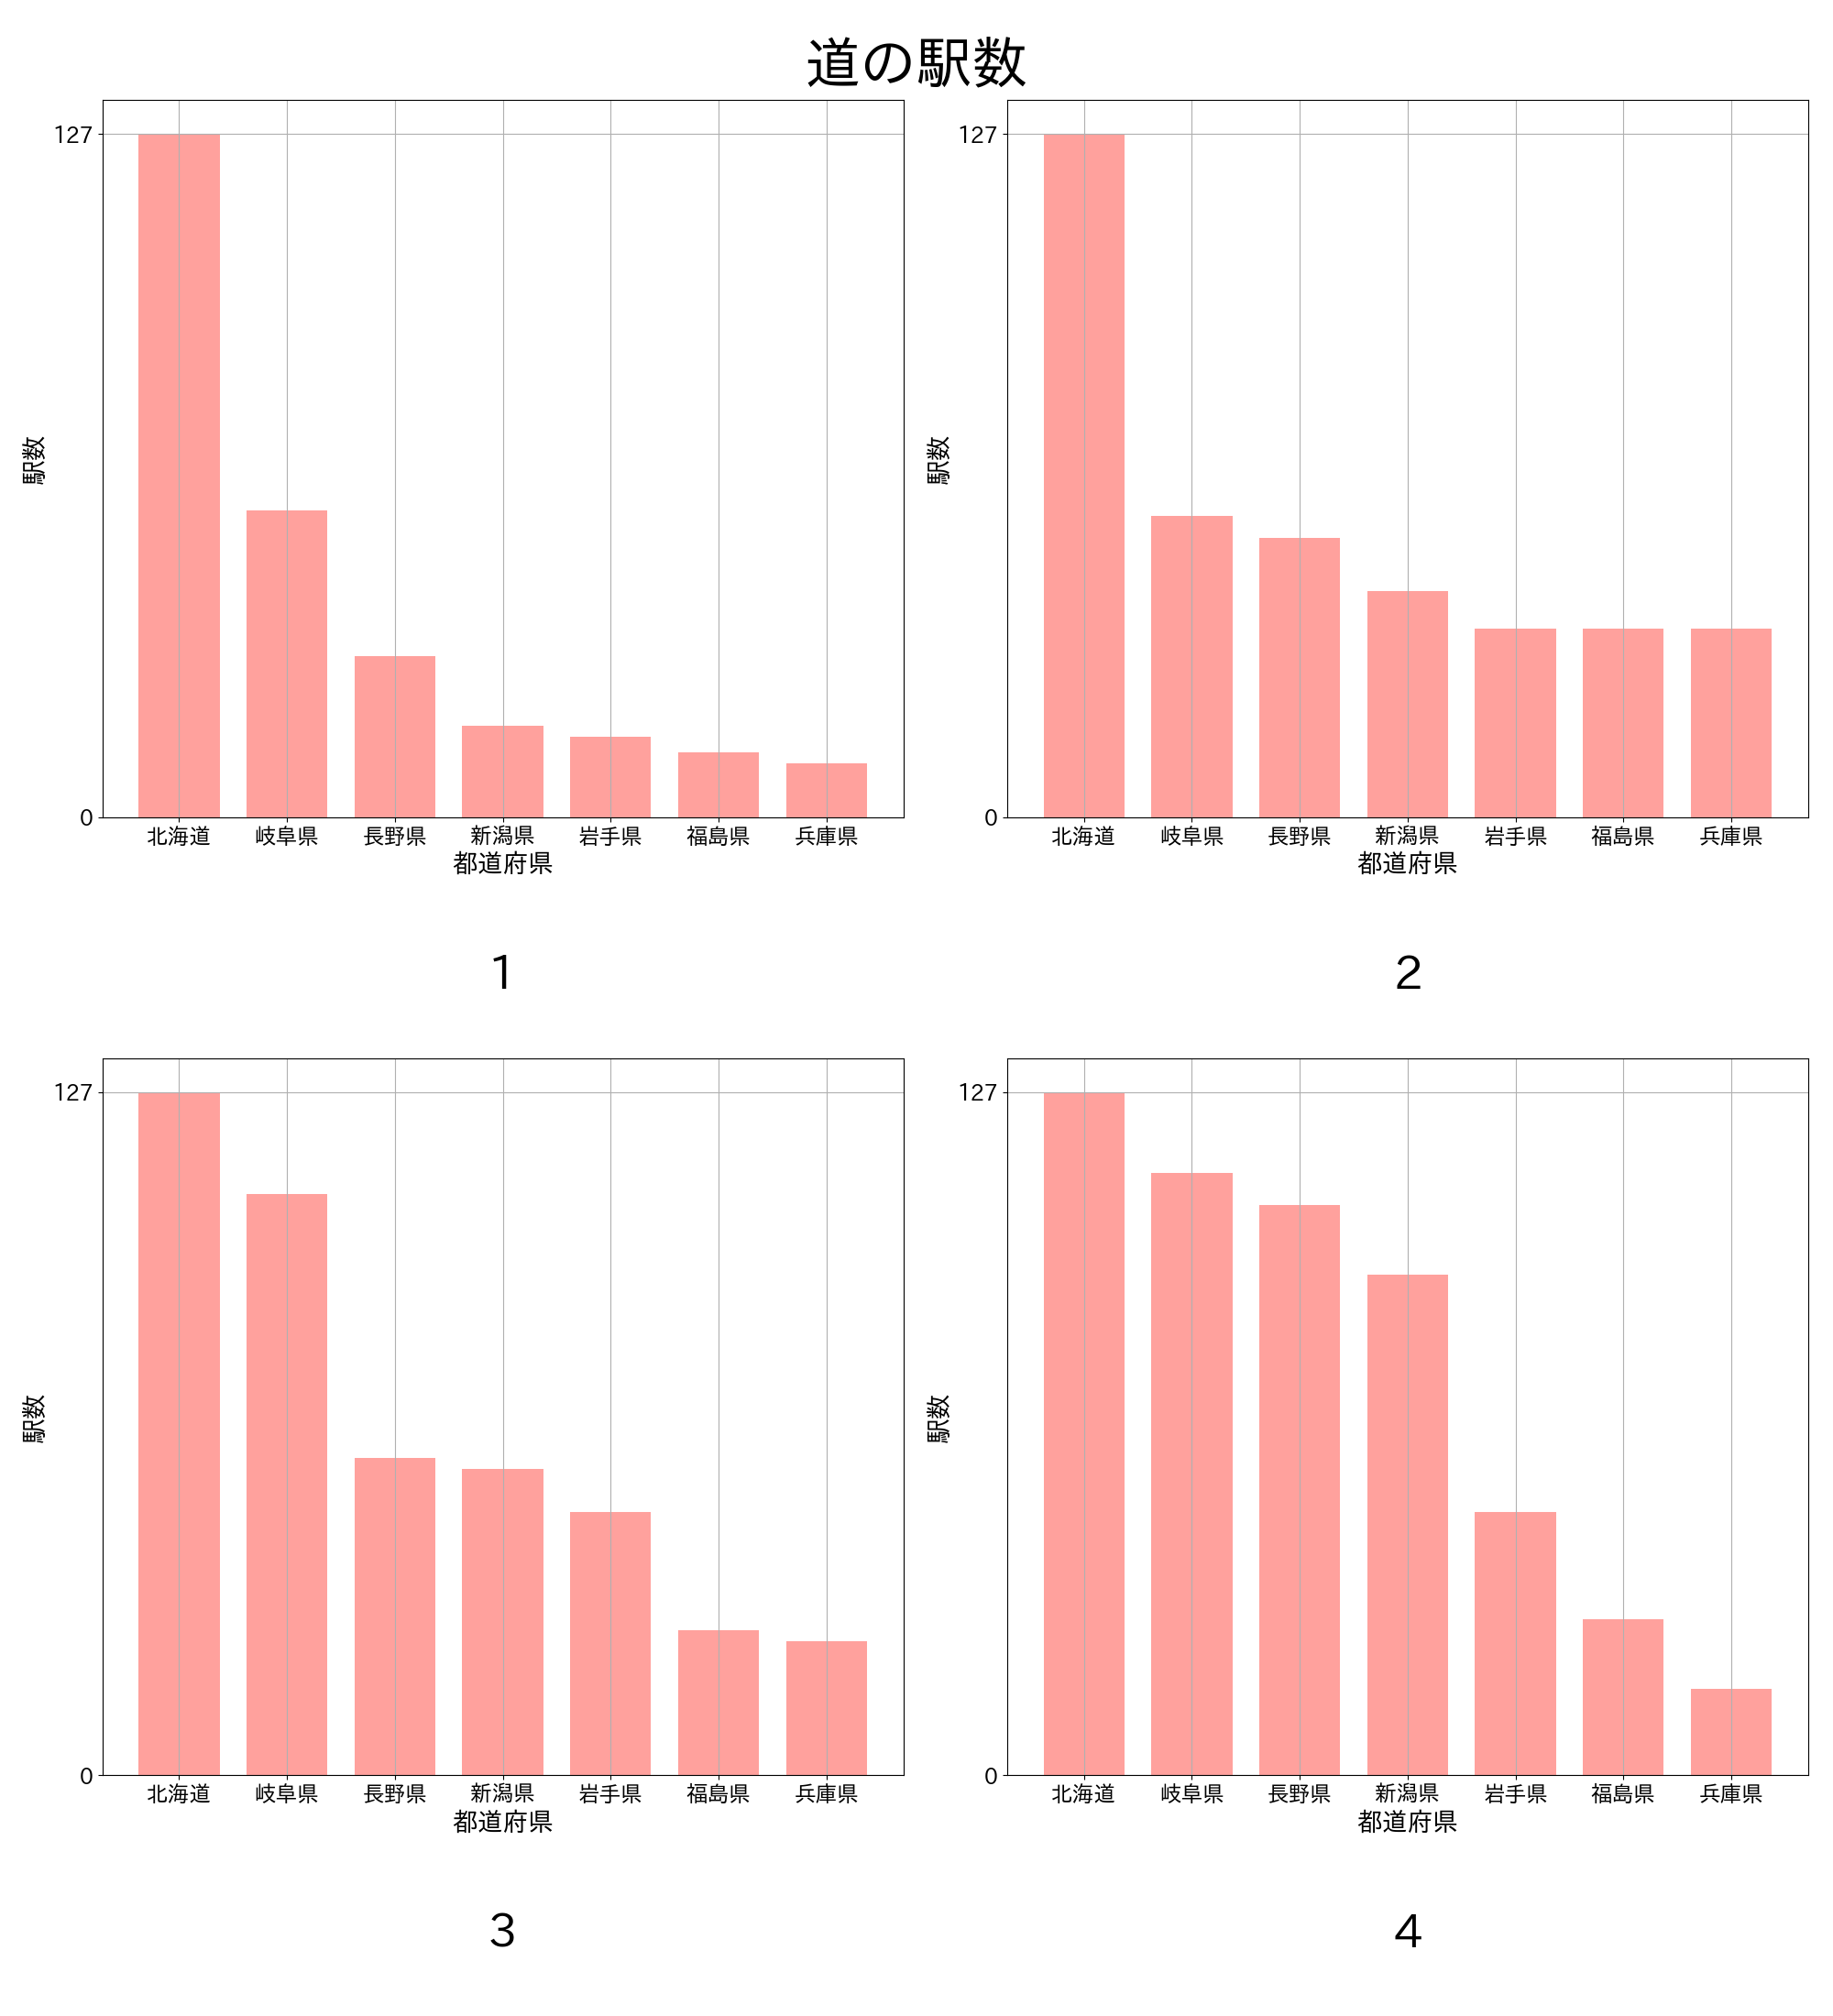 道の駅数
127
0
駅数
北海道 岐阜県 長野県 新潟県 岩手県 福島県 兵庫県
都道府県
1
127
0
駅数
北海道 岐阜県 長野県 新潟県 岩手県 福島県 兵庫県
都道府県
2
127
0
駅数
北海道 岐阜県 長野県 新潟県 岩手県 福島県 兵庫県
都道府県
3
127
0
駅数
北海道 岐阜県 長野県 新潟県 岩手県 福島県 兵庫県
都道府県
4